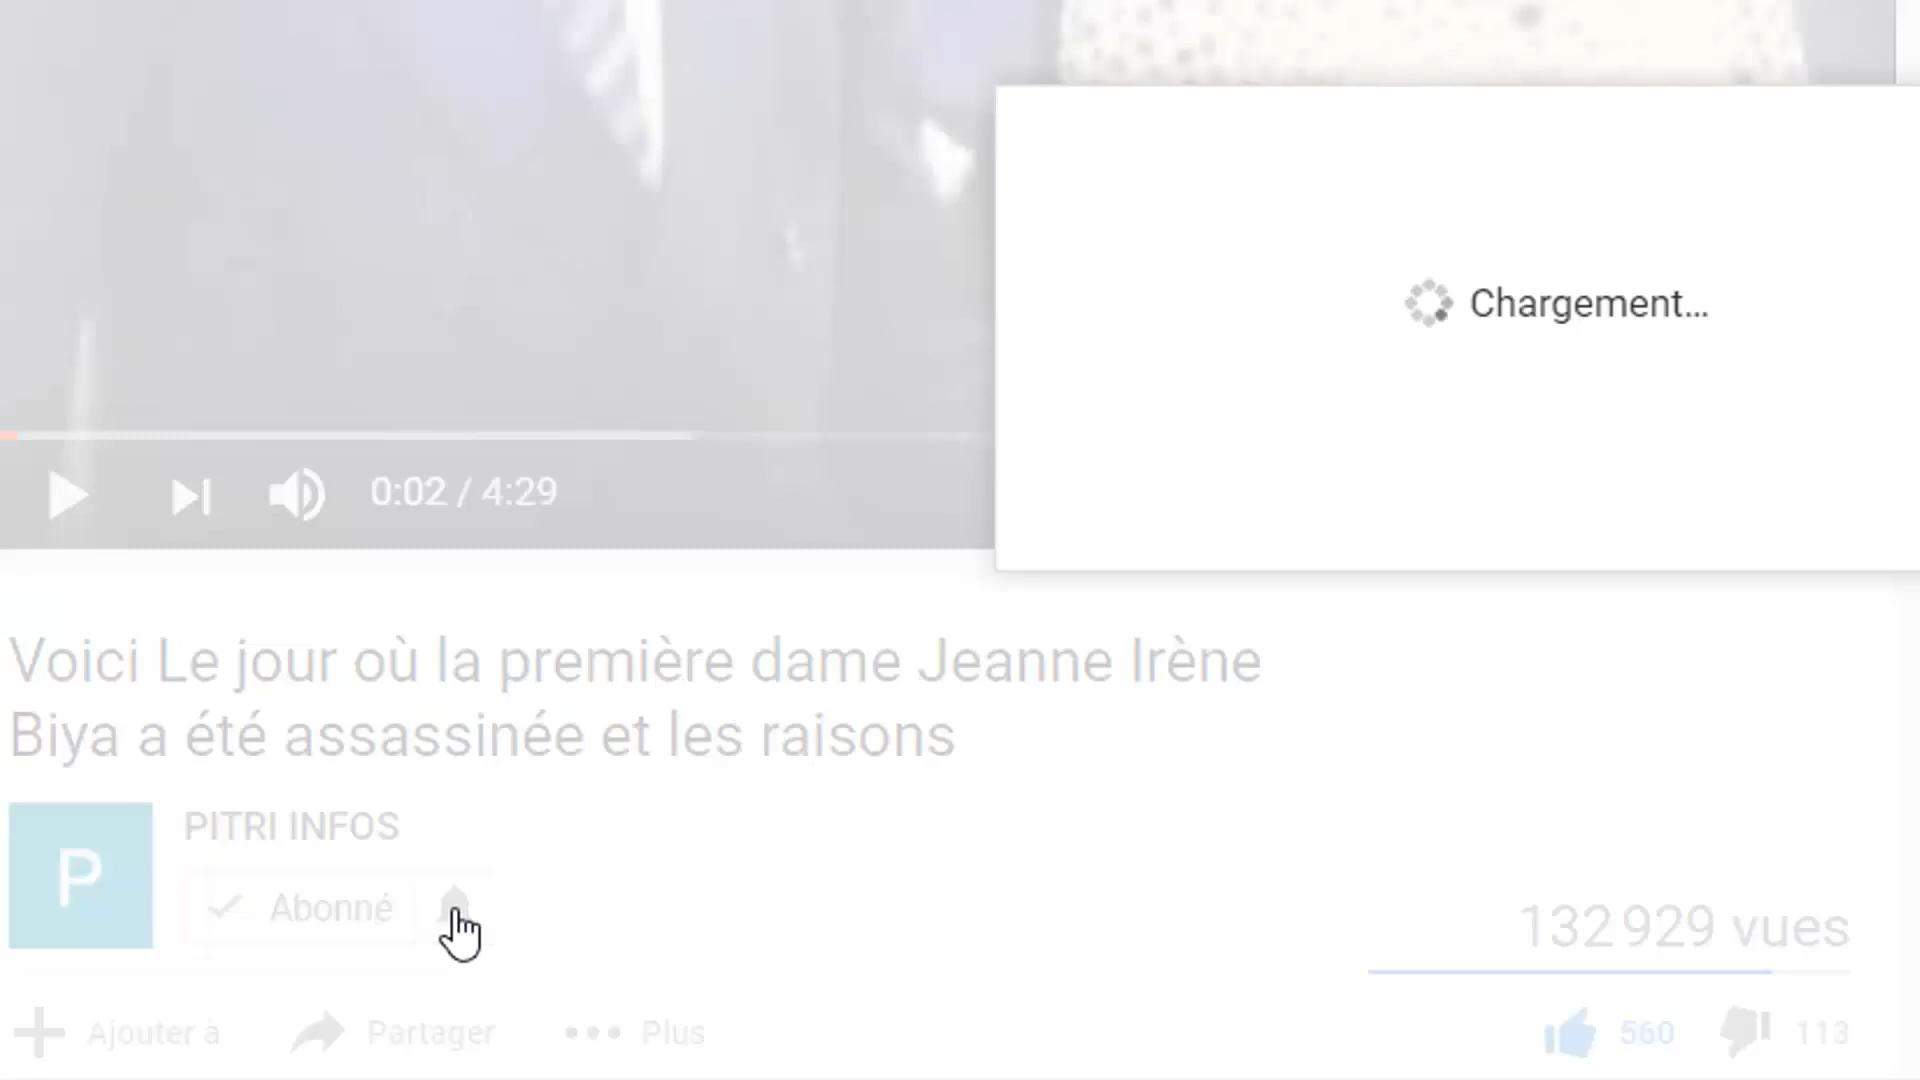 Chargement...
0:02 / 4:29
Voici Le jour où la première dame Jeanne Irène
Biya a été assassinée et les raisons
P
PITRI INFOS
Abonné
132 929 vues
Ajouter à
Partager
Plus
560
113